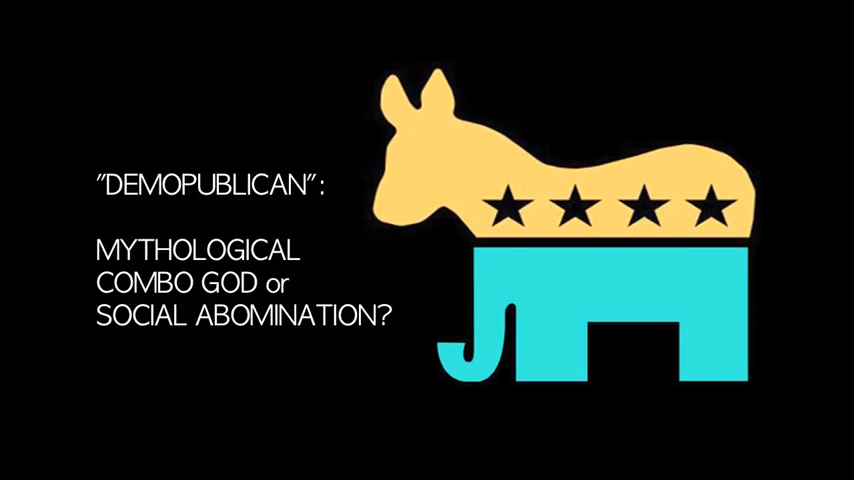 "DEMOPUBLICAN":
MYTHOLOGICAL
COMBO GOD or
SOCIAL ABOMINATION?